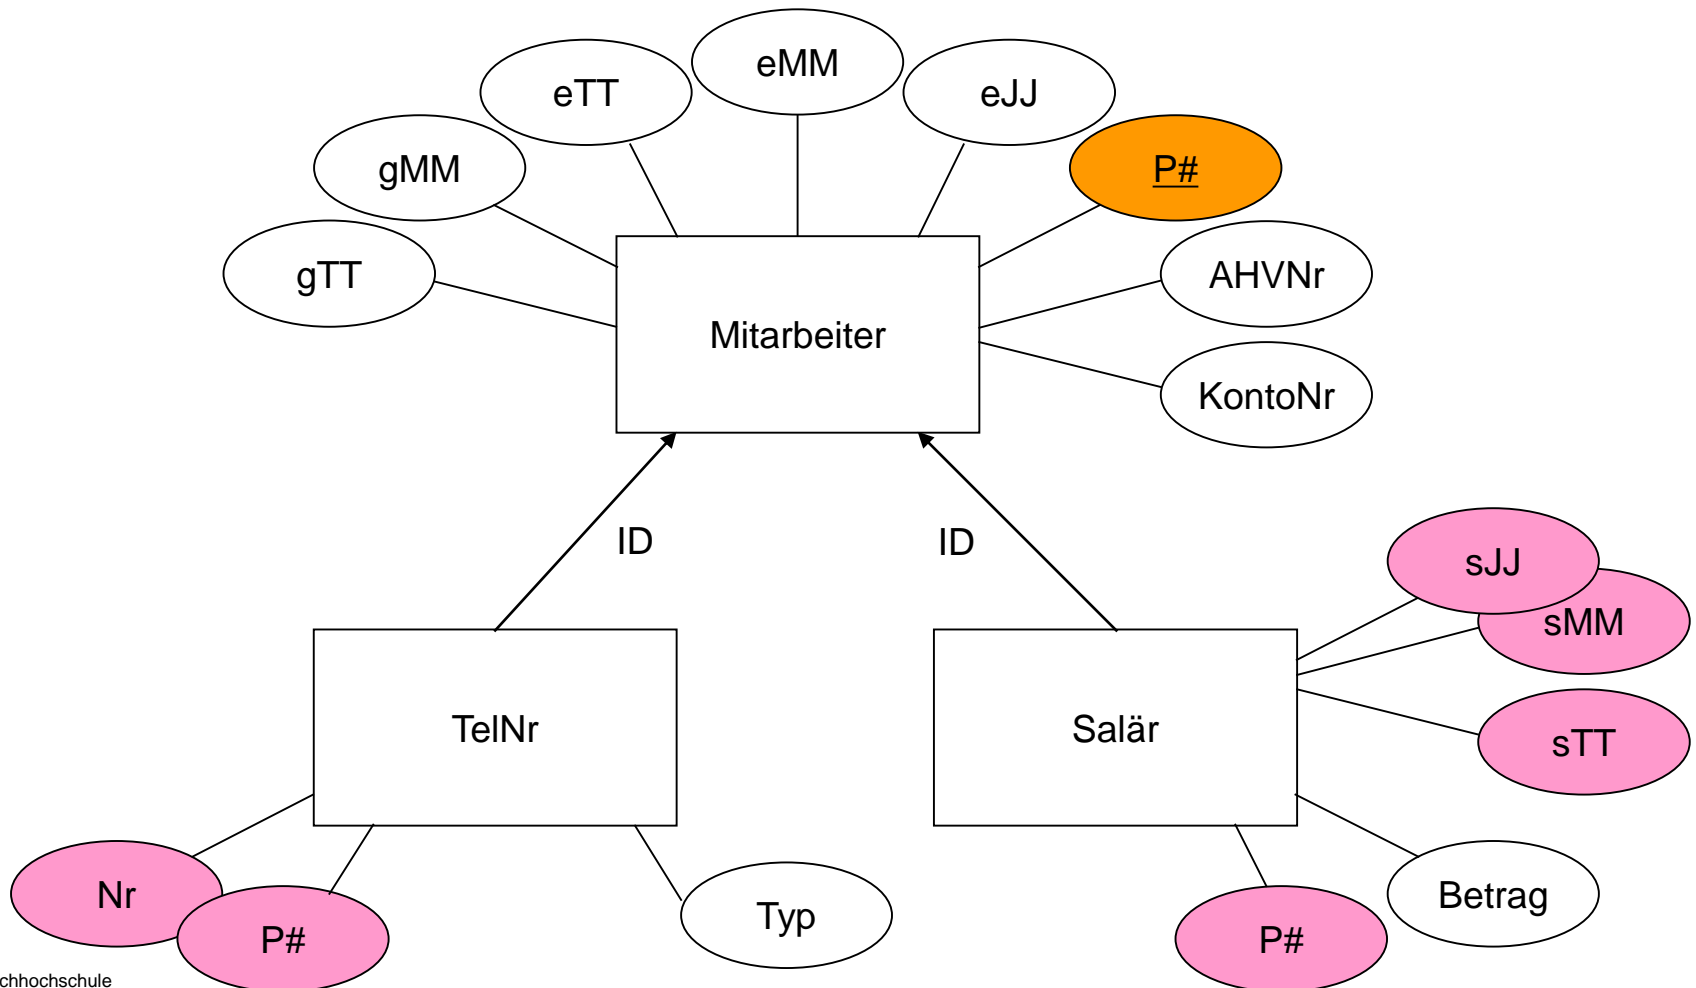 eMM
eTT
eJJ
gMM
P#
gTT
AHVNr
Mitarbeiter
KontoNr
ID
ID
sJJ
sMM
TelNr
Salär
sTT
Nr
P#
Typ
P#
Betrag
chhochschule